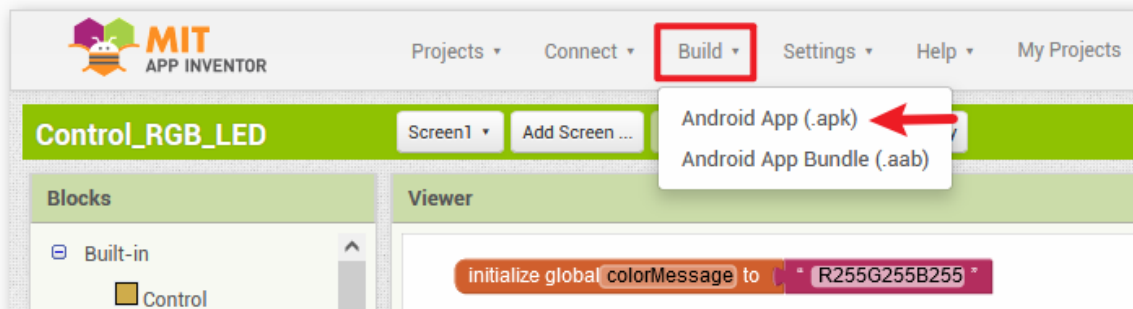 MIT
APP INVENTOR
Projects Connect Build Settings Help My Projects
Android App (.apk)
Control_RGB_LED Screen1 Add Screen ...
Android App Bundle (.aab)
Blocks Viewer
Built-in
initialize global colorMessage to " R255G255B255 "
Control